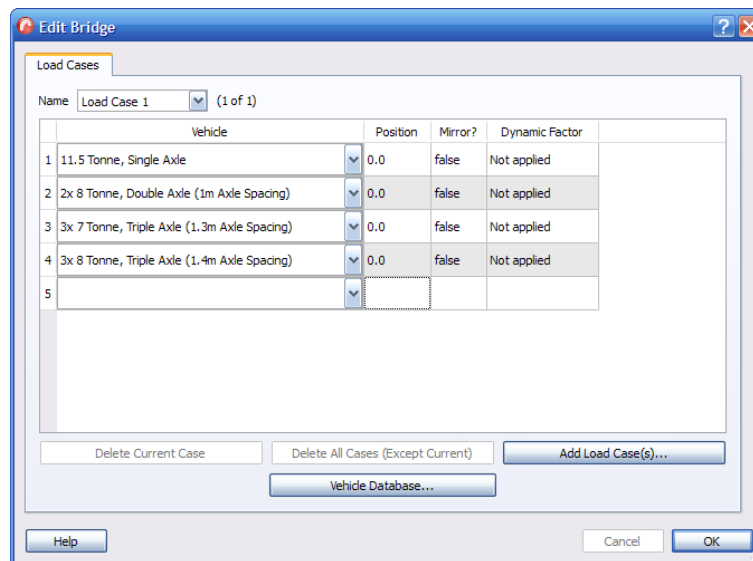 Edit Bridge
Load Cases
Name Load Case 1 (1 of 1)
Vehicle Position Mirror? Dynamic Factor
1 11.5 Tonne, Single Axle 0.0 false Not applied
2 2x 8 Tonne, Double Axle (1m Axle Spacing) 0.0 false Not applied
3 3x 7 Tonne, Triple Axle (1.3m Axle Spacing) 0.0 false Not applied
4 3x 8 Tonne, Triple Axle (1.4m Axle Spacing) 0.0 false Not applied
5
Delete Current Case Delete All Cases (Except Current) Add Load Case(s)...
Vehicle Database...
Help Cancel OK